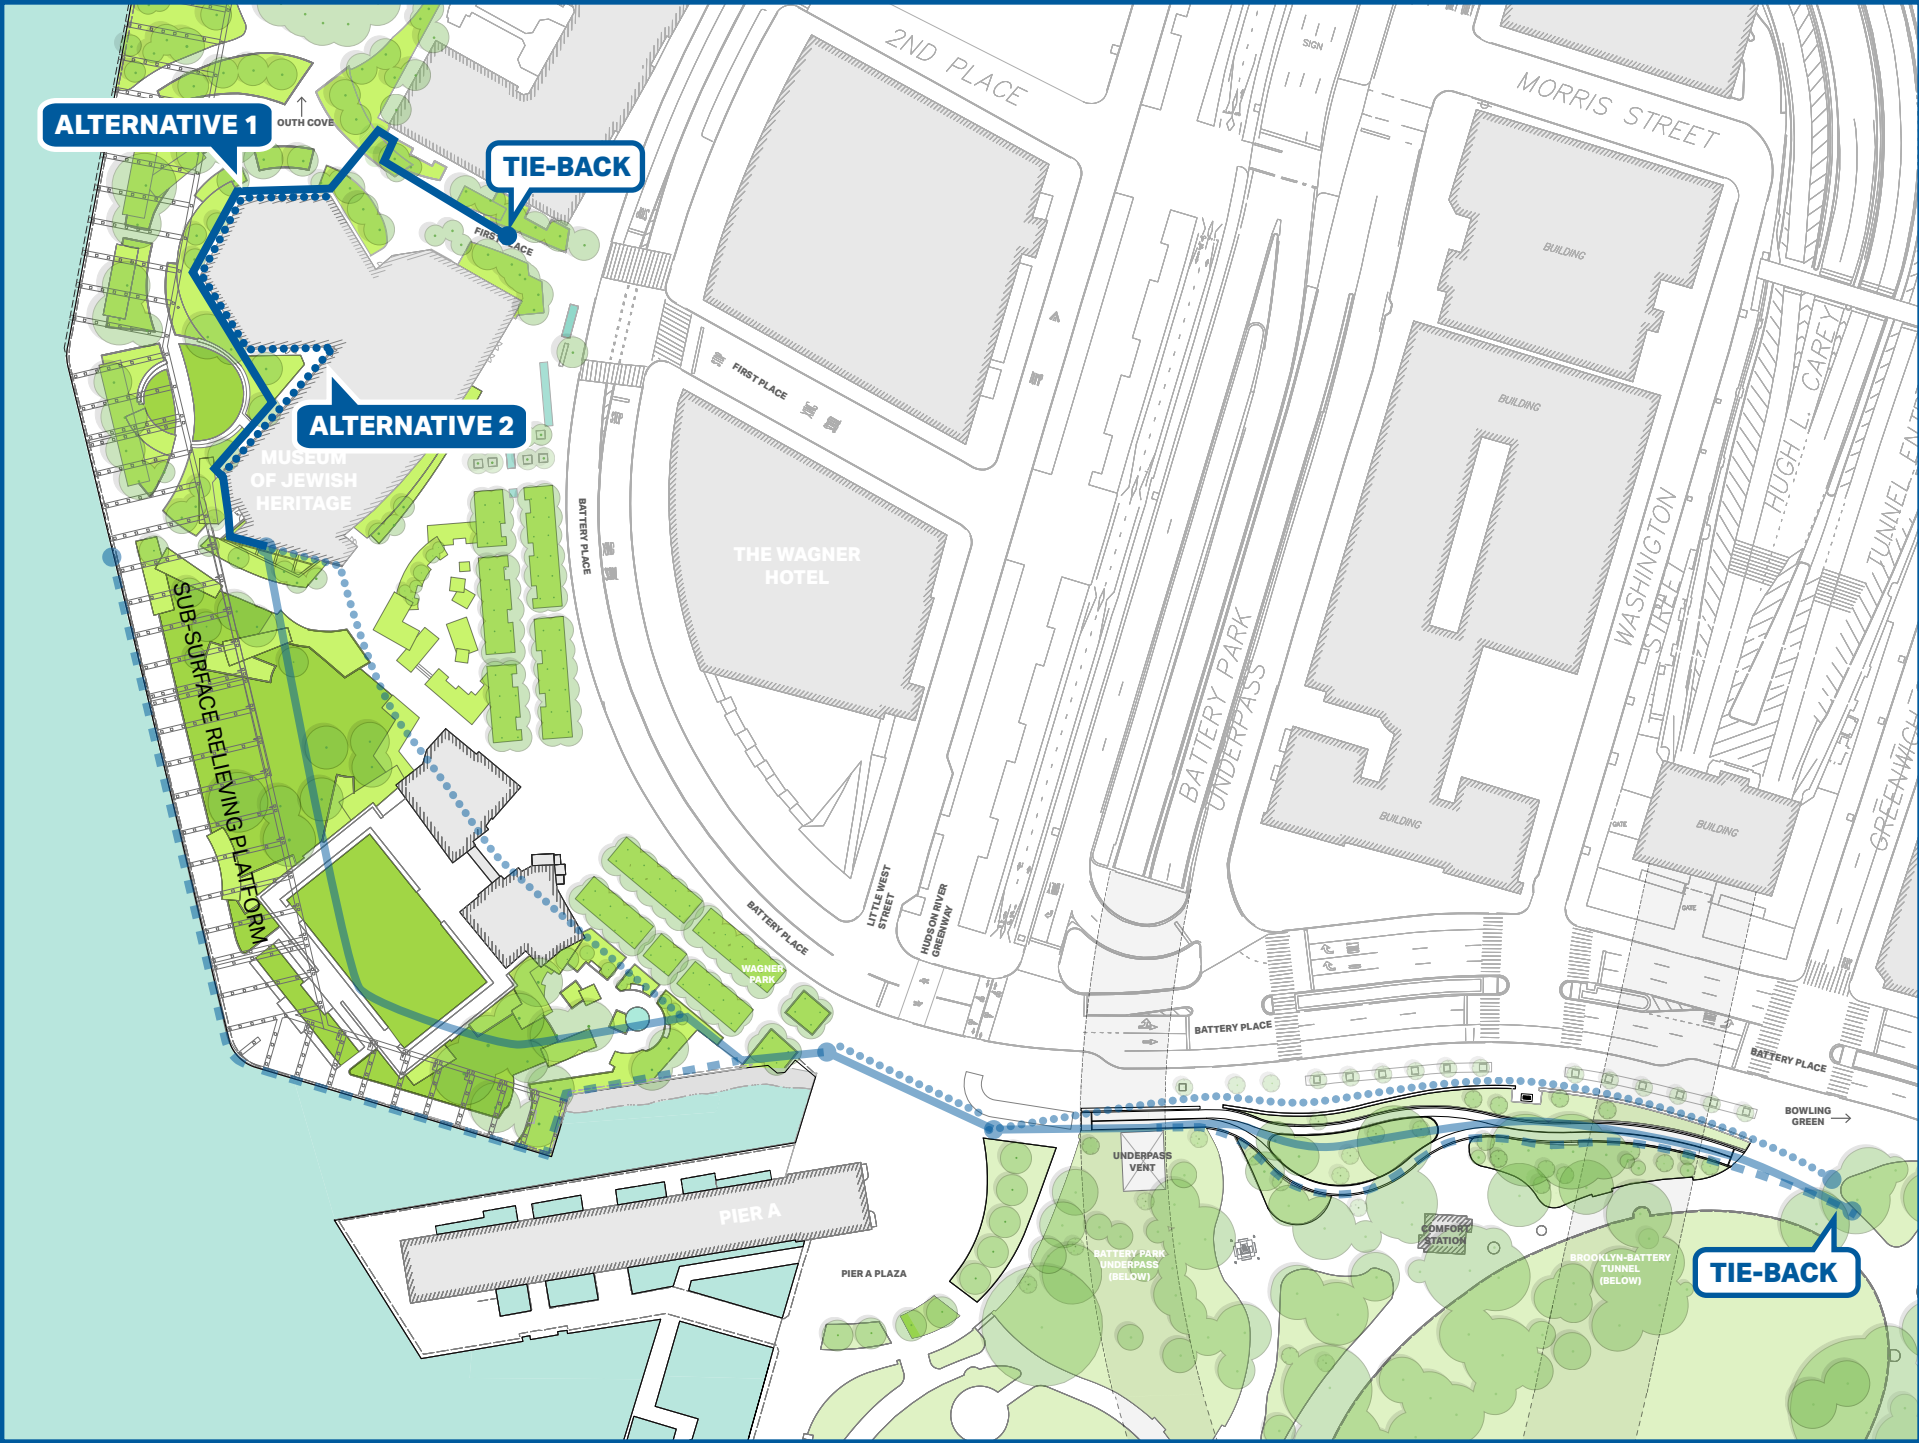 2ND PLACE
SIGN
MORRIS STREET
ALTERNATIVE 1
OUTH COVE
TIE-BACK
FIRST PLACE
BUILDING
HUGH L. CAREY
FIRST PLACE
BUILDING
ALTERNATIVE 2
MUSEUM
OF JEWISH
HERITAGE
BATTERY PLACE
THE WAGNER
HOTEL
WASHINGTON
STREET
SUB-SURFACE RELIEVING PLATFORM
BATTERY PARK
UNDERPASS
BUILDING
GATE
BUILDING
LITTLE WEST
STREET
HUDSON RIVER
GREENWAY
BATTERY PLACE
GATE
WAGNER
PARK
BATTERY PLACE
BATTERY PLACE
BOWLING
GREEN
UNDERPASS
VENT
PIER A
COMFORT
STATION
BATTERY PARK
UNDERPASS
(BELOW)
BROOKLYN-BATTERY
TUNNEL
(BELOW)
PIER A PLAZA
TIE-BACK